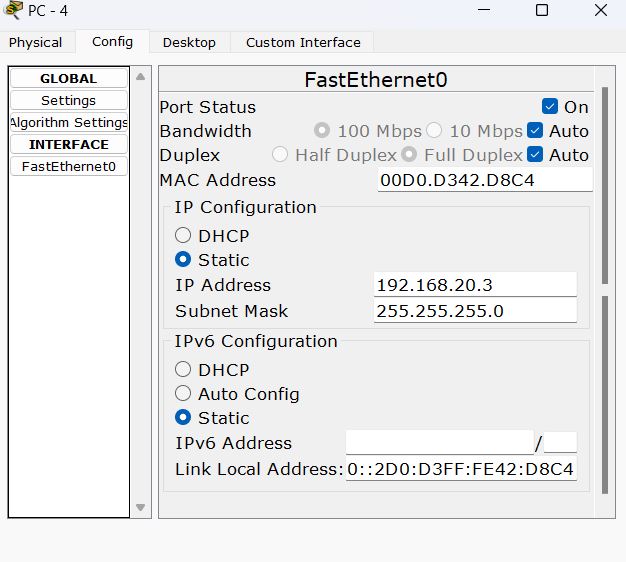 PC - 4
Physical Config Desktop Custom Interface
GLOBAL
Settings
Algorithm Settings
INTERFACE
FastEthernet0
FastEthernet0
Port Status On
Bandwidth 100 Mbps 10 Mbps Auto
Duplex Half Duplex Full Duplex Auto
MAC Address 00D0.D342.D8C4
IP Configuration
DHCP
Static
IP Address 192.168.20.3
Subnet Mask 255.255.255.0
IPv6 Configuration
DHCP
Auto Config
Static
IPv6 Address /
Link Local Address: 0::2D0:D3FF:FE42:D8C4